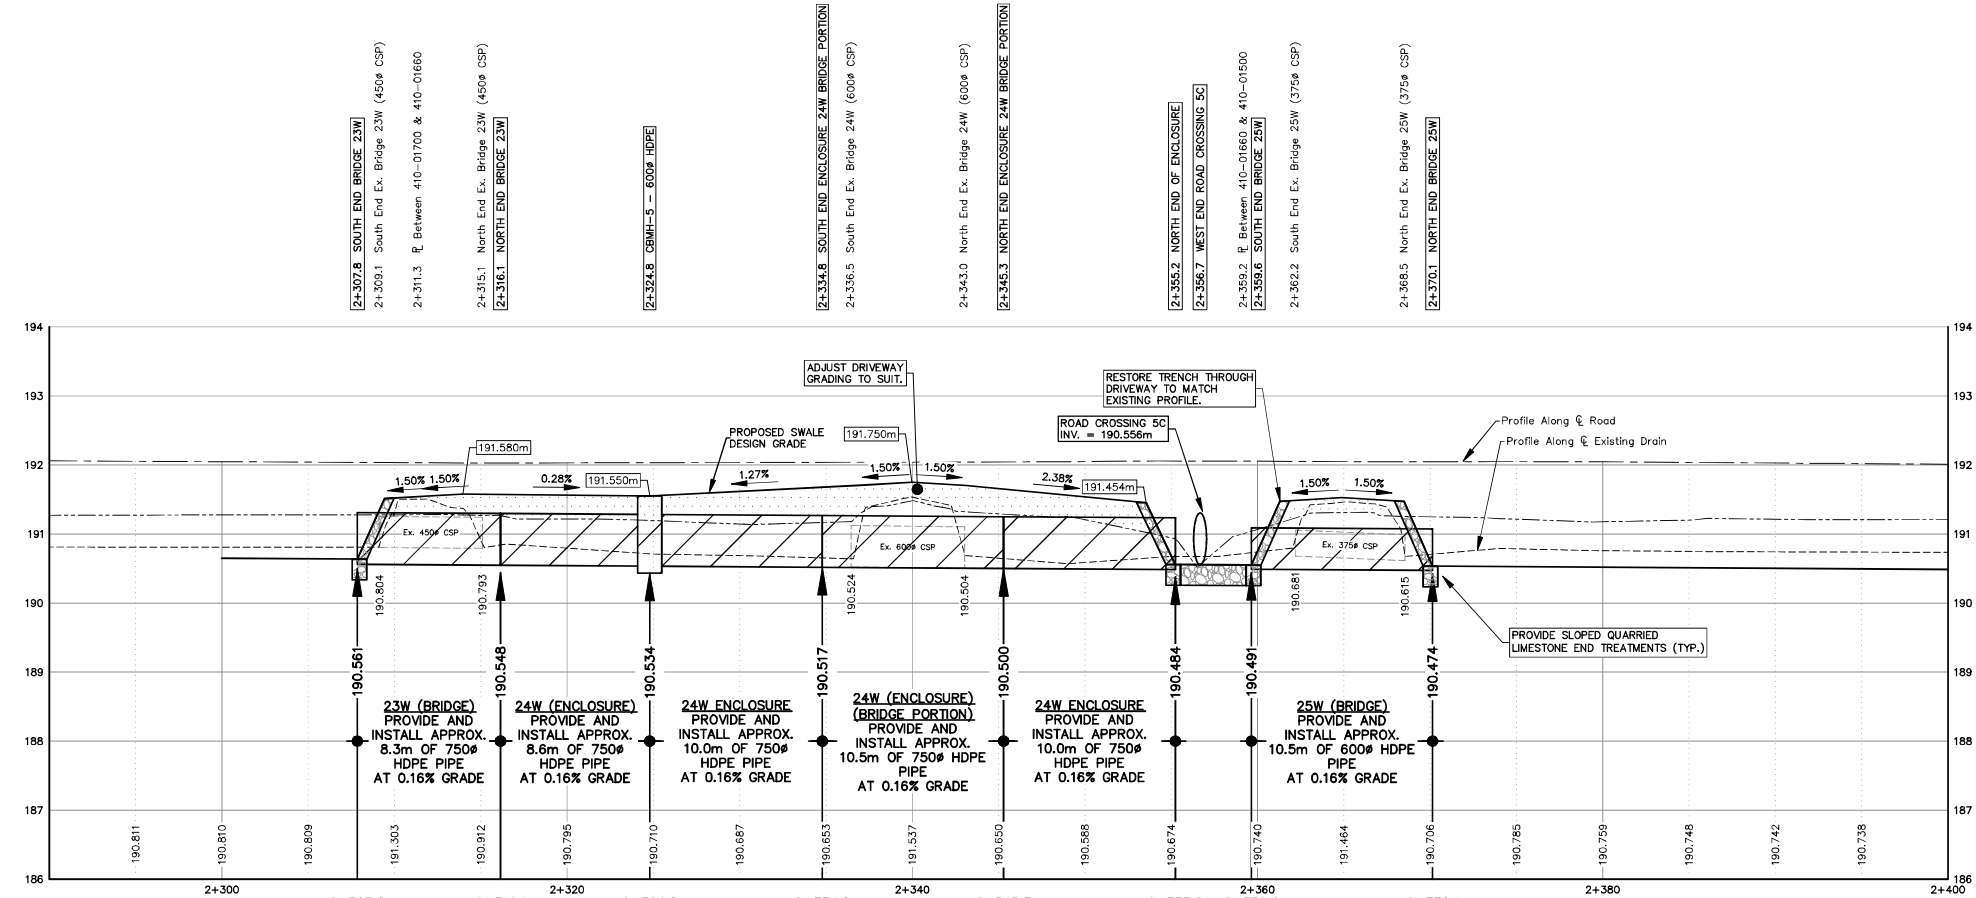 2+307.8 SOUTH END BRIDGE 23W
2+309.1 South End Ex. Bridge 23W (450ø CSP)
2+311.3 ℄ Between 410-01700 & 410-01660
2+315.1 North End Ex. Bridge 23W (450ø CSP)
2+316.1 NORTH END BRIDGE 23W
2+324.8 CBMH-5 - 600ø HDPE
2+334.8 SOUTH END ENCLOSURE 24W BRIDGE PORTION
2+336.5 South End Ex. Bridge 24W (600ø CSP)
2+343.0 North End Ex. Bridge 24W (600ø CSP)
2+345.3 NORTH END ENCLOSURE 24W BRIDGE PORTION
2+355.2 NORTH END OF ENCLOSURE
2+356.7 WEST END ROAD CROSSING 5C
2+359.2 ℄ Between 410-01660 & 410-01500
2+359.6 SOUTH END BRIDGE 25W
2+362.2 South End Ex. Bridge 25W (375ø CSP)
2+368.5 North End Ex. Bridge 25W (375ø CSP)
2+370.1 NORTH END BRIDGE 25W
194
194
193
193
192
192
191
191
190
190
189
189
188
188
187
187
186
186
ADJUST DRIVEWAY
GRADING TO SUIT.
RESTORE TRENCH THROUGH
DRIVEWAY TO MATCH
EXISTING PROFILE.
ROAD CROSSING 5C
INV. = 190.556m
Profile Along ℄ Road
Profile Along ℄ Existing Drain
PROPOSED SWALE
DESIGN GRADE
191.580m
191.750m
191.550m
191.454m
1.50%
1.50%
0.28%
1.27%
1.50%
1.50%
2.38%
1.50%
1.50%
Ex. 450ø CSP
Ex. 600ø CSP
Ex. 375ø CSP
190.804
190.793
190.524
190.504
190.681
190.615
PROVIDE SLOPED QUARRIED
LIMESTONE END TREATMENTS (TYP.)
190.561
190.548
190.534
190.517
190.500
190.484
190.491
190.474
23W (BRIDGE)
PROVIDE AND
INSTALL APPROX.
8.3m OF 750ø
HDPE PIPE
AT 0.16% GRADE
24W (ENCLOSURE)
PROVIDE AND
INSTALL APPROX.
8.6m OF 750ø
HDPE PIPE
AT 0.16% GRADE
24W ENCLOSURE
PROVIDE AND
INSTALL APPROX.
10.0m OF 750ø
HDPE PIPE
AT 0.16% GRADE
24W (ENCLOSURE)
(BRIDGE PORTION)
PROVIDE AND
INSTALL APPROX.
10.5m OF 750ø HDPE
PIPE
AT 0.16% GRADE
24W ENCLOSURE
PROVIDE AND
INSTALL APPROX.
10.0m OF 750ø
HDPE PIPE
AT 0.16% GRADE
25W (BRIDGE)
PROVIDE AND
INSTALL APPROX.
10.5m OF 600ø HDPE
PIPE
AT 0.16% GRADE
190.811
190.810
190.809
191.303
190.912
190.795
190.710
190.687
190.653
191.537
190.650
190.588
190.674
190.740
191.464
190.706
190.785
190.759
190.748
190.742
190.738
2+300
2+320
2+340
2+360
2+380
2+400